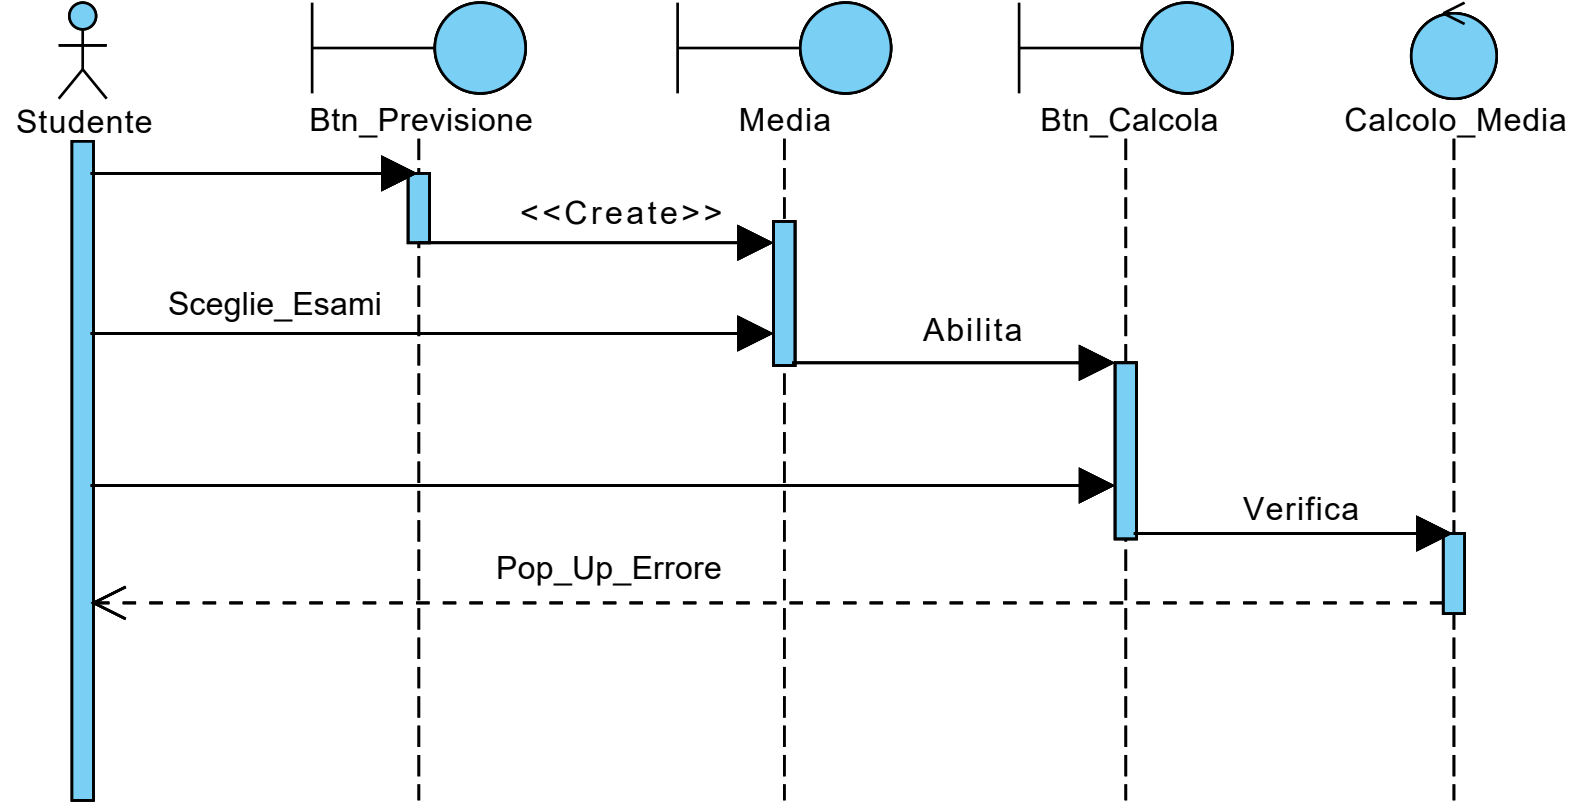 Studente
Btn_Previsione
Media
Btn_Calcola
Calcolo_Media
<<Create>>
Sceglie_Esami
Abilita
Verifica
Pop_Up_Errore